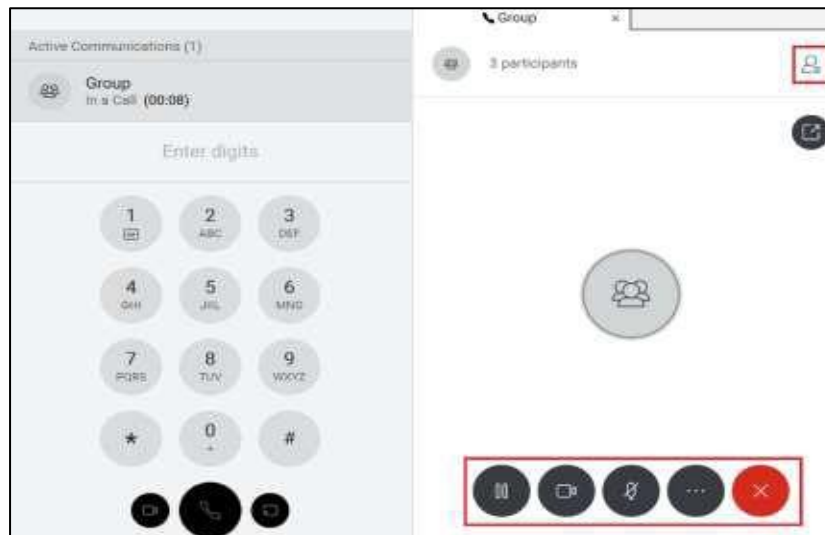 Active Communications (1)
Group
In a Call (00:08)
Enter digits
1
2
ABC
3
DEF
4
GHI
5
JKL
6
MNO
7
PQRS
8
TUV
9
WXYZ
*
0
+
#
Group ×
3 participants